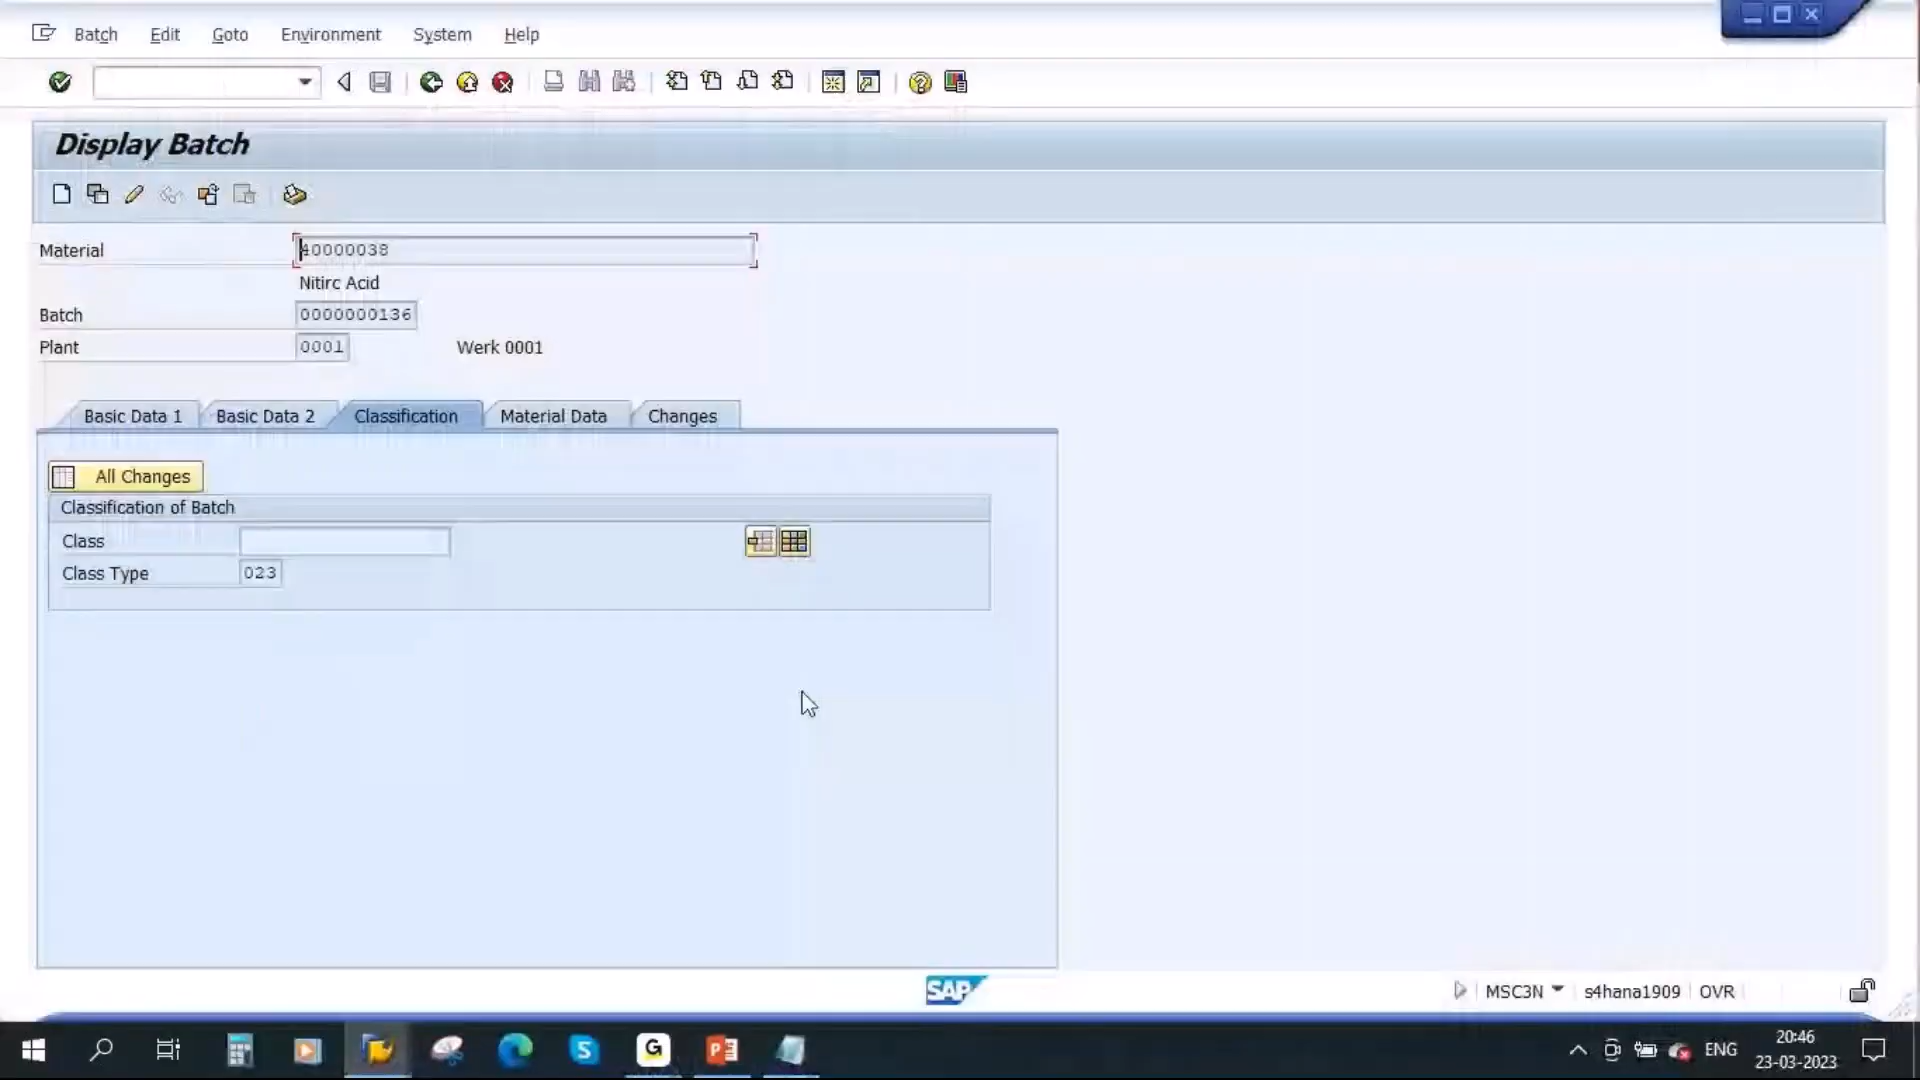 Batch Edit Goto Environment System Help
Display Batch
Material 40000038
Nitirc Acid
Batch 0000000136
Plant 0001 Werk 0001
Basic Data 1 Basic Data 2 Classification Material Data Changes
All Changes
Classification of Batch
Class
Class Type 023
SAP
MSC3N s4hana1909 OVR
ENG
20:46
23-03-2023